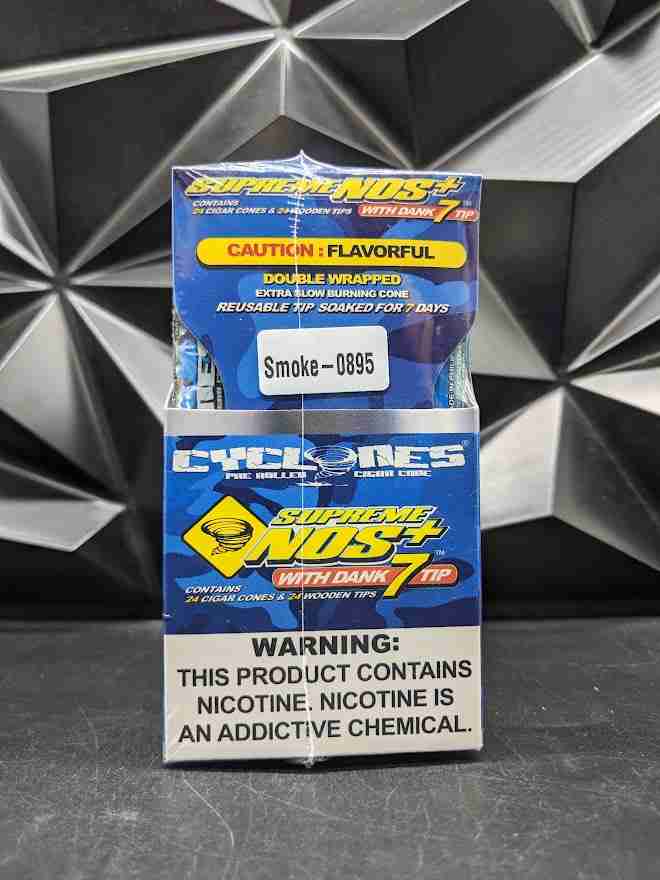 SUPREME NOS+™
CONTAINS
24 CIGAR CONES & 24 WOODEN TIPS
WITH DANK 7 TIP
CAUTION : FLAVORFUL
DOUBLE WRAPPED
EXTRA SLOW BURNING CONE
REUSABLE TIP SOAKED FOR 7 DAYS
Smoke-0895
CYCLONES®
PRE ROLLED CIGAR CONE
SUPREME
NOS+™
WITH DANK 7 TIP
CONTAINS
24 CIGAR CONES & 24 WOODEN TIPS
WARNING:
THIS PRODUCT CONTAINS
NICOTINE. NICOTINE IS
AN ADDICTIVE CHEMICAL.